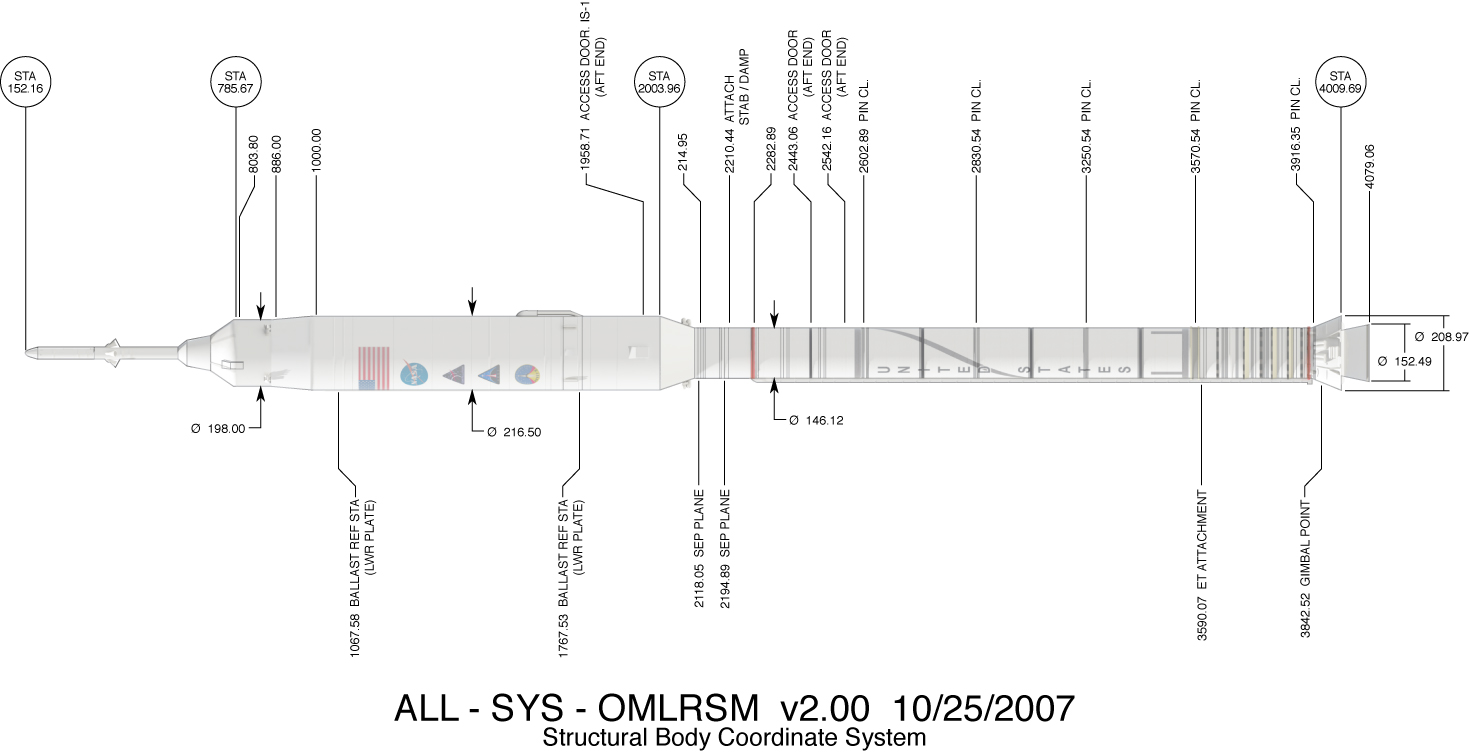 STA
152.16
STA
785.67
803.80
886.00
1000.00
1958.71 ACCESS DOOR. IS-1
(AFT END)
STA
2003.96
214.95
2210.44 ATTACH
STAB / DAMP
2282.89
2443.06 ACCESS DOOR
(AFT END)
2542.16 ACCESS DOOR
(AFT END)
2602.89 PIN CL.
2830.54 PIN CL.
3250.54 PIN CL.
3570.54 PIN CL.
3916.35 PIN CL.
STA
4009.69
4079.06
Ø 208.97
Ø 152.49
NASA
UNITED STATES
Ø 198.00
Ø 216.50
Ø 146.12
1067.58 BALLAST REF STA
(LWR PLATE)
1767.53 BALLAST REF STA
(LWR PLATE)
2118.05 SEP PLANE
2194.89 SEP PLANE
3590.07 ET ATTACHMENT
3842.52 GIMBAL POINT
ALL - SYS - OMLRSM v2.00 10/25/2007
Structural Body Coordinate System